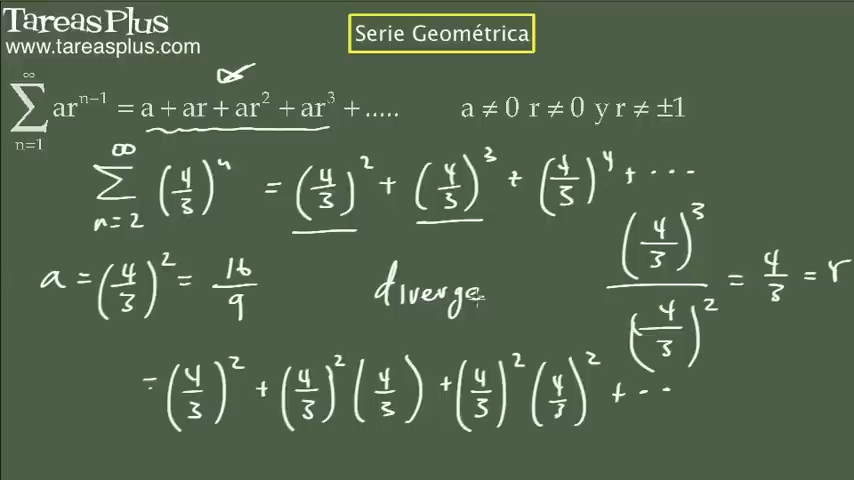 TareasPlus
www.tareasplus.com
Serie Geométrica
∑_{n=1}^{∞} ar^{n-1} = a + ar + ar^2 + ar^3 + ..... a ≠ 0 r ≠ 0 y r ≠ ±1
∑_{n=2}^{∞} (4/3)^n = (4/3)^2 + (4/3)^3 + (4/3)^4 + ...
a = (4/3)^2 = 16/9
diverge
(4/3)^3 / (4/3)^2 = 4/3 = r
= (4/3)^2 + (4/3)^2 (4/3) + (4/3)^2 (4/3)^2 + ...